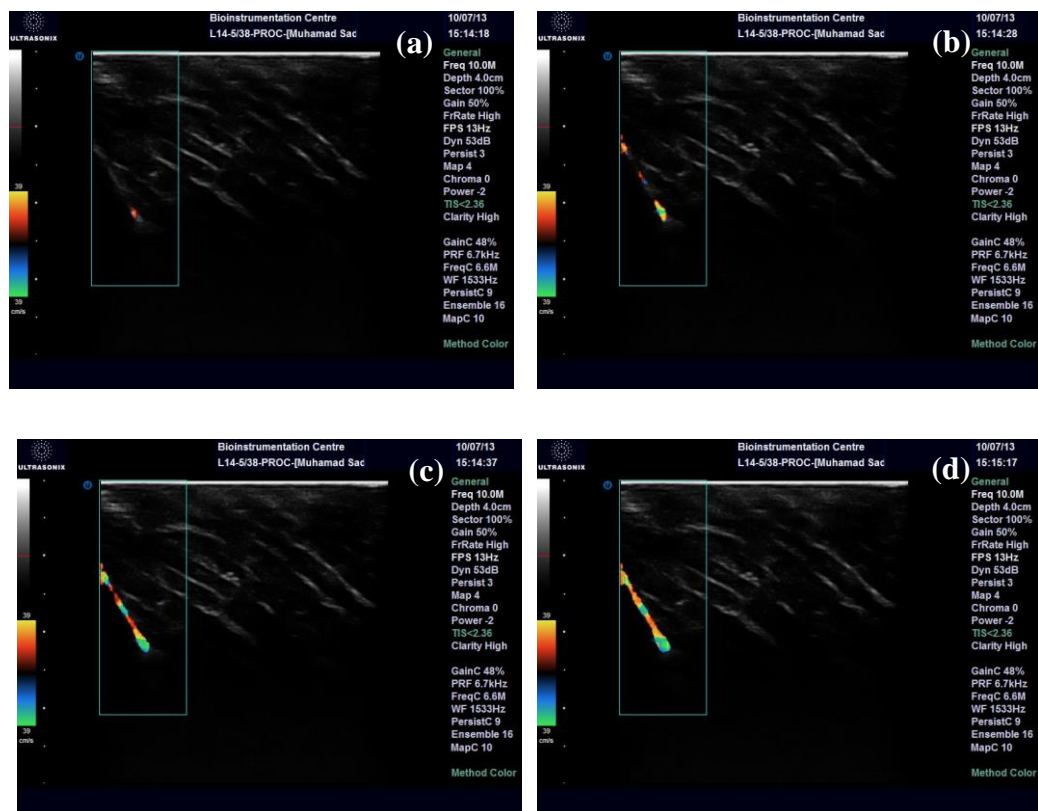 Bioinstrumentation Centre
10/07/13
L14-5/38-PROC-[Muhamad Sac
15:14:18
(a)
ULTRASONIX
General
Freq 10.0M
Depth 4.0cm
Sector 100%
Gain 50%
FrRate High
FPS 13Hz
Dyn 53dB
Persist 3
Map 4
Chroma 0
Power -2
TIS<2.36
Clarity High
GainC 48%
PRF 6.7kHz
FreqC 6.6M
WF 1533Hz
PersistC 9
Ensemble 16
MapC 10
Method Color
39
39
cm/s
Bioinstrumentation Centre
10/07/13
L14-5/38-PROC-[Muhamad Sac
15:14:28
(b)
ULTRASONIX
General
Freq 10.0M
Depth 4.0cm
Sector 100%
Gain 50%
FrRate High
FPS 13Hz
Dyn 53dB
Persist 3
Map 4
Chroma 0
Power -2
TIS<2.36
Clarity High
GainC 48%
PRF 6.7kHz
FreqC 6.6M
WF 1533Hz
PersistC 9
Ensemble 16
MapC 10
Method Color
39
39
cm/s
Bioinstrumentation Centre
10/07/13
L14-5/38-PROC-[Muhamad Sac
15:14:37
(c)
ULTRASONIX
General
Freq 10.0M
Depth 4.0cm
Sector 100%
Gain 50%
FrRate High
FPS 13Hz
Dyn 53dB
Persist 3
Map 4
Chroma 0
Power -2
TIS<2.36
Clarity High
GainC 48%
PRF 6.7kHz
FreqC 6.6M
WF 1533Hz
PersistC 9
Ensemble 16
MapC 10
Method Color
39
39
cm/s
Bioinstrumentation Centre
10/07/13
L14-5/38-PROC-[Muhamad Sac
15:15:17
(d)
ULTRASONIX
General
Freq 10.0M
Depth 4.0cm
Sector 100%
Gain 50%
FrRate High
FPS 13Hz
Dyn 53dB
Persist 3
Map 4
Chroma 0
Power -2
TIS<2.36
Clarity High
GainC 48%
PRF 6.7kHz
FreqC 6.6M
WF 1533Hz
PersistC 9
Ensemble 16
MapC 10
Method Color
39
39
cm/s